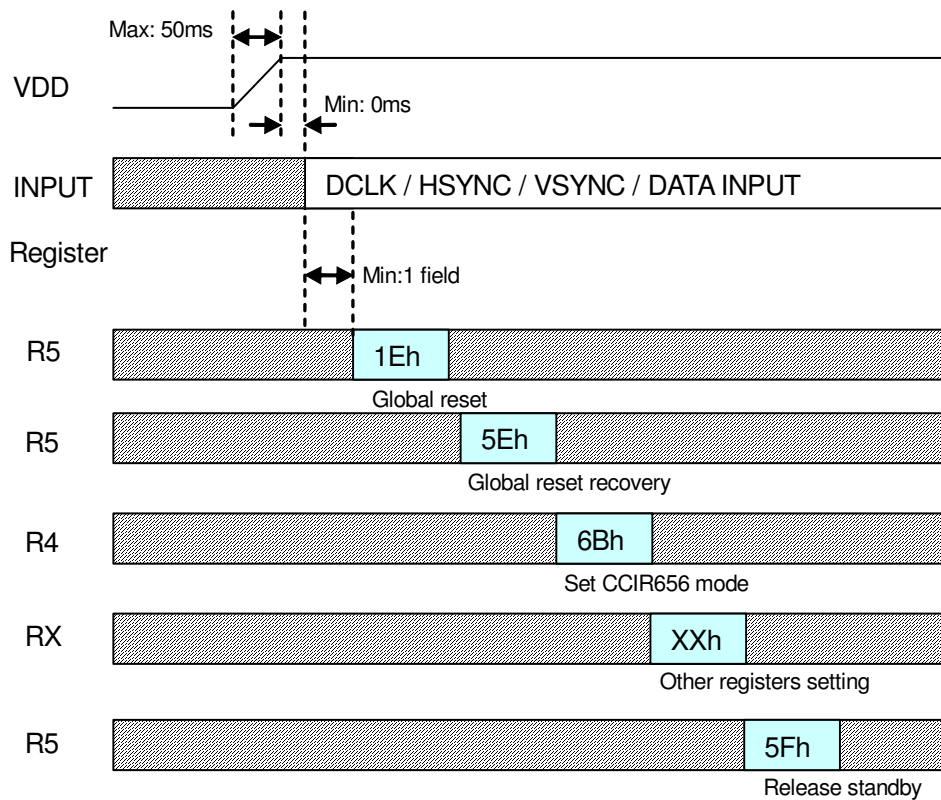 Max: 50ms
VDD
Min: 0ms
INPUT
DCLK / HSYNC / VSYNC / DATA INPUT
Register
Min:1 field
R5
1Eh
Global reset
R5
5Eh
Global reset recovery
R4
6Bh
Set CCIR656 mode
RX
XXh
Other registers setting
R5
5Fh
Release standby